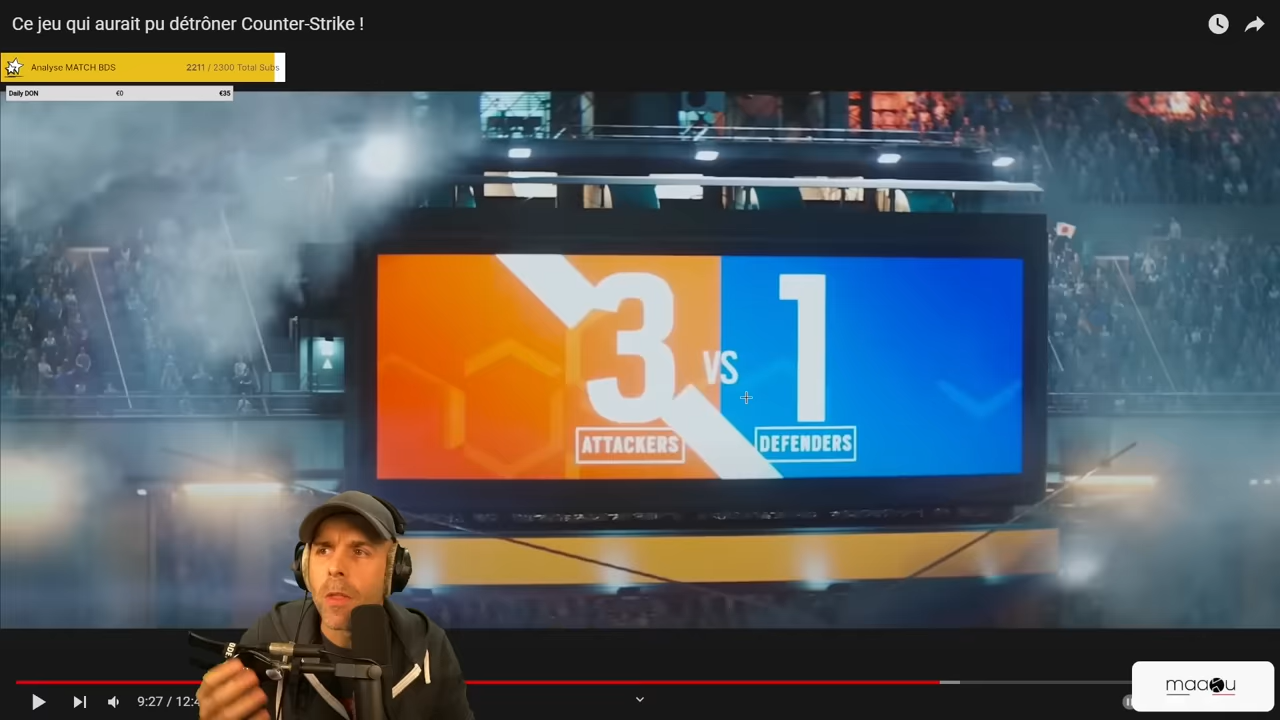 Ce jeu qui aurait pu détrôner Counter-Strike !
Analyse MATCH BDS 2211 / 2300 Total Subs
Daily DON €0 €35
3 VS 1
ATTACKERS DEFENDERS
9:27 / 12:4
maaou